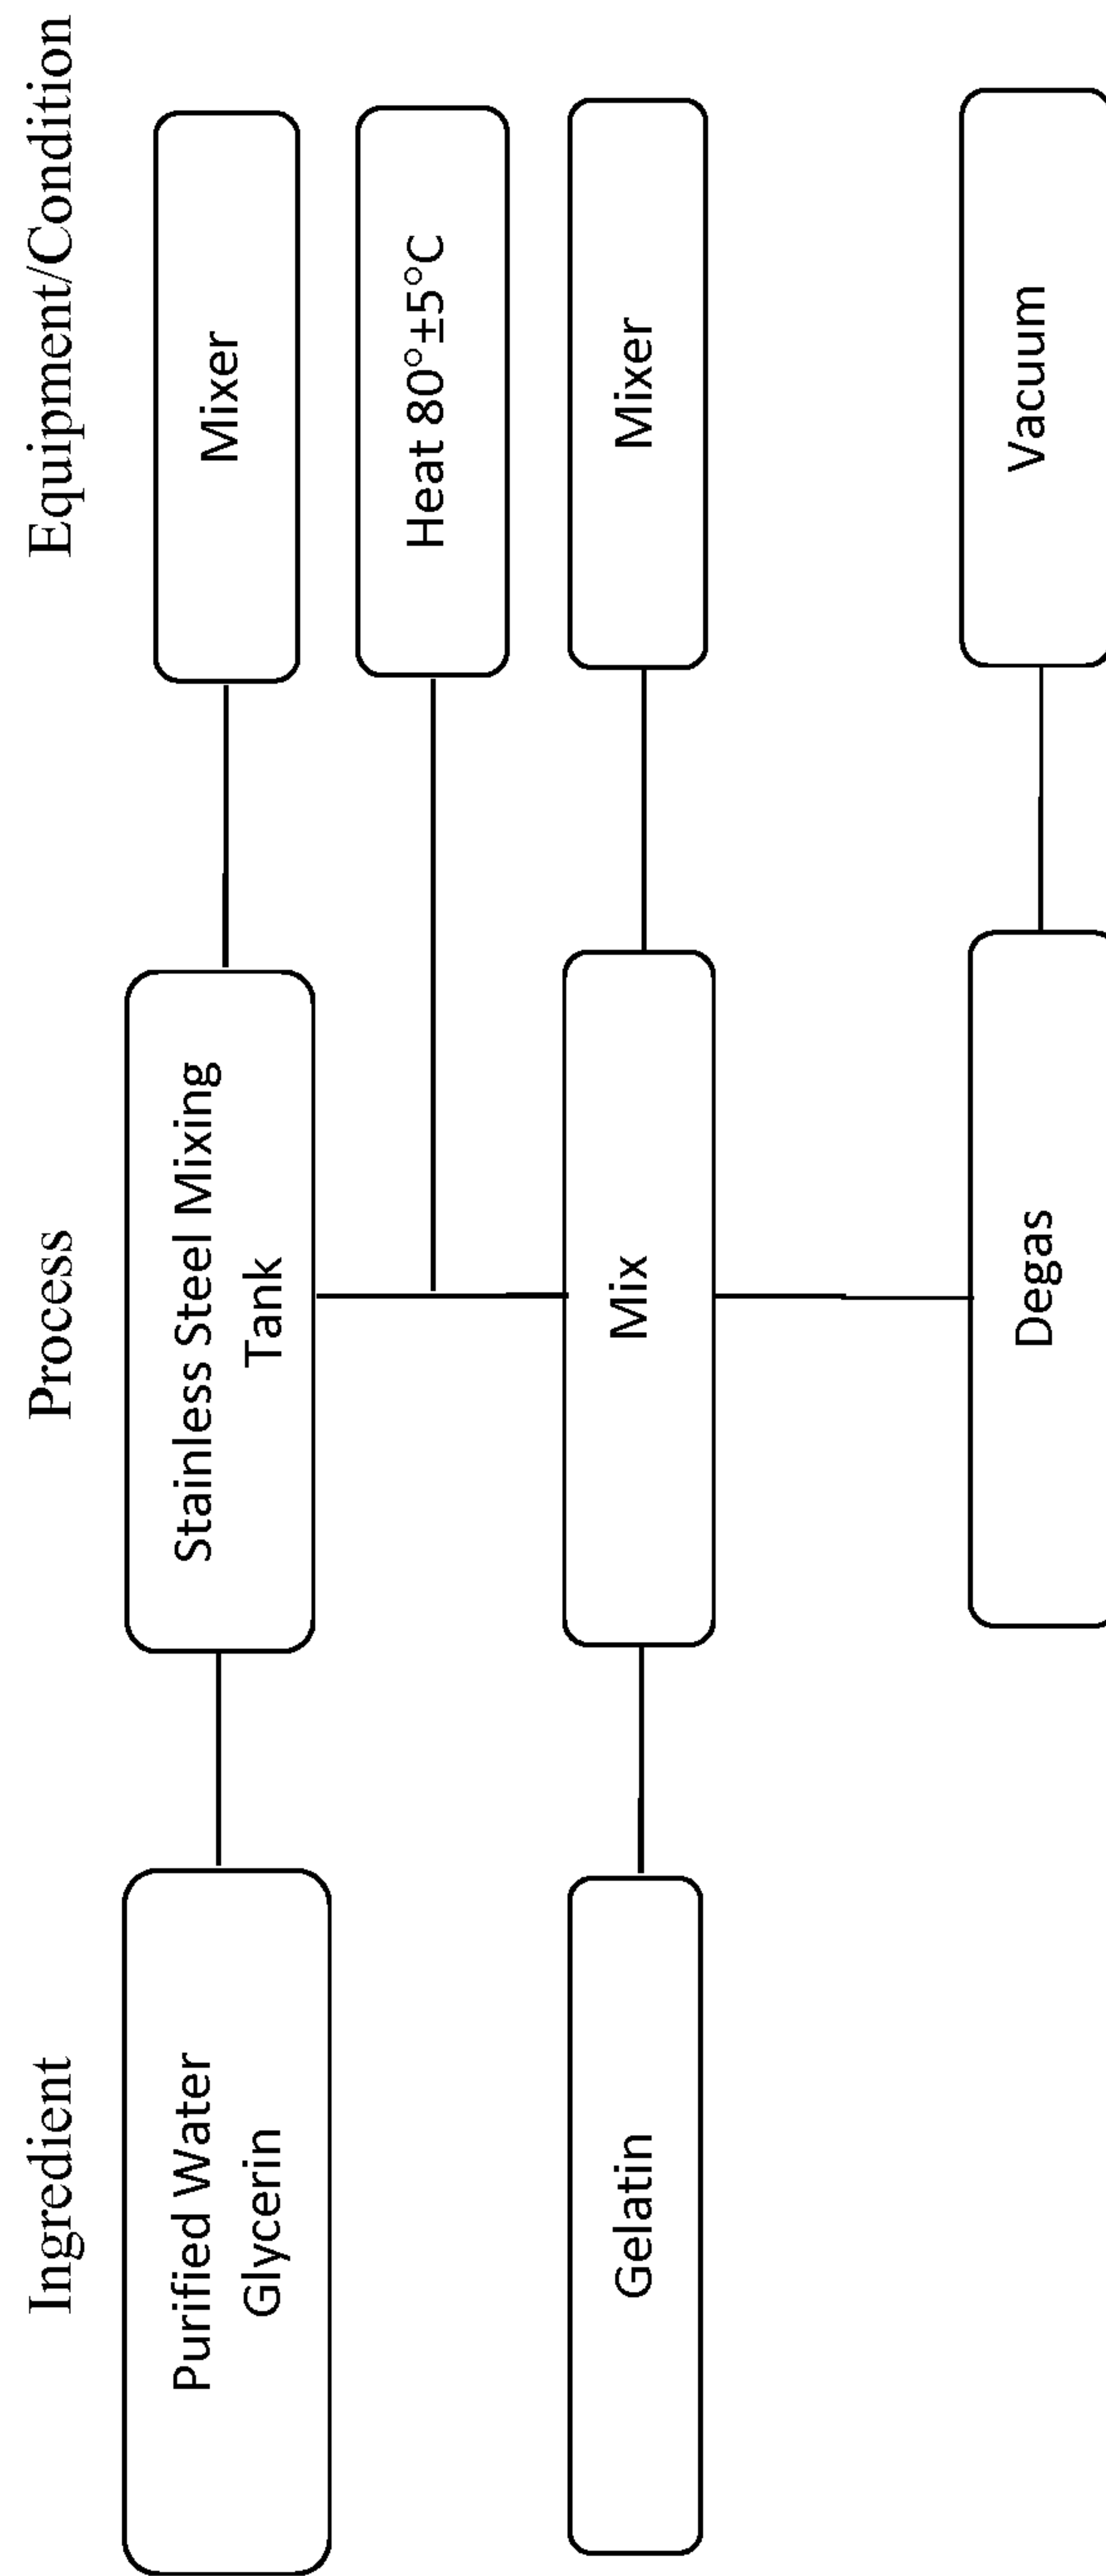 Ingredient
Process
Equipment/Condition
Purified Water
Glycerin
Stainless Steel Mixing
Tank
Mixer
Heat 80°±5°C
Gelatin
Mix
Mixer
Degas
Vacuum